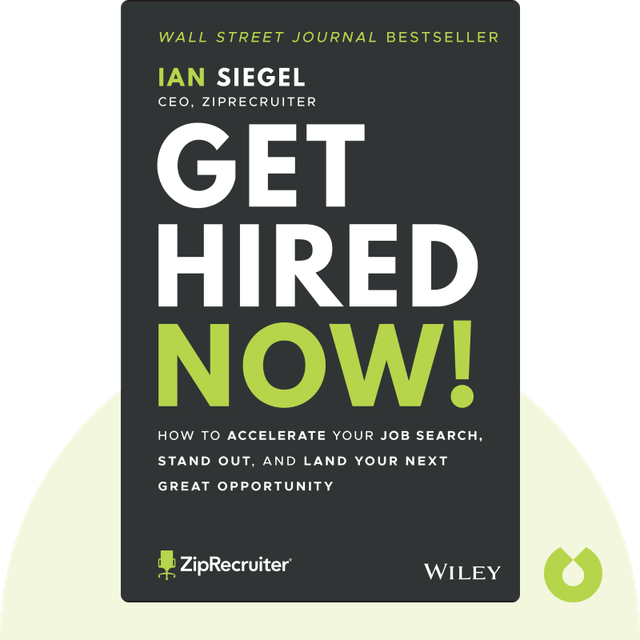 WALL STREET JOURNAL BESTSELLER
IAN SIEGEL
CEO, ZIPRECRUITER
GET
HIRED
NOW!
HOW TO ACCELERATE YOUR JOB SEARCH,
STAND OUT, AND LAND YOUR NEXT
GREAT OPPORTUNITY
ZipRecruiter®
WILEY